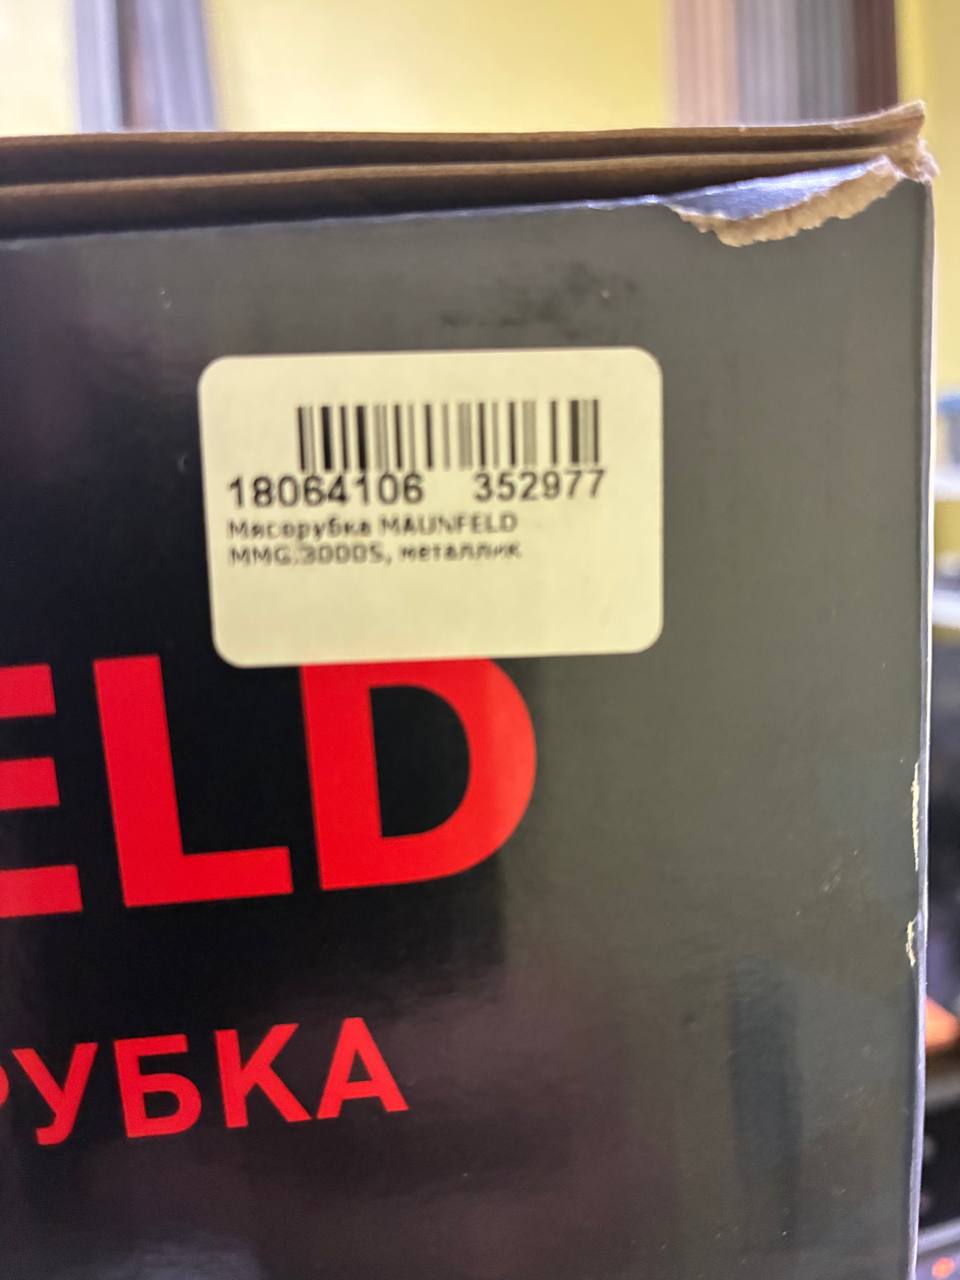 18064106 352977
Мясорубка MAUNFELD
MMG.3000S, металлик
ELD
РУБКА